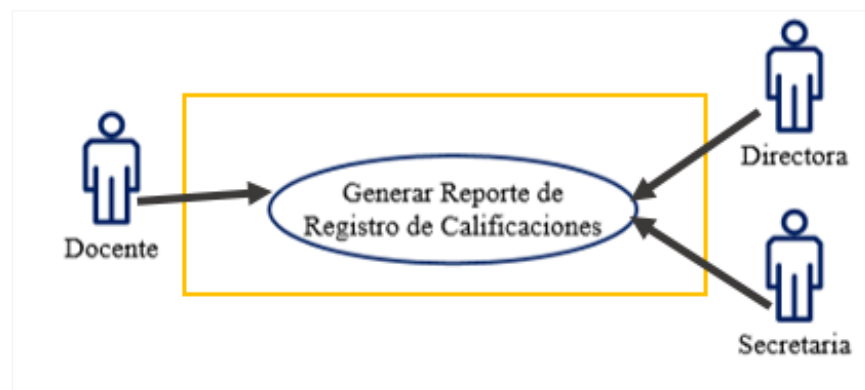 Directora
Generar Reporte de
Registro de Calificaciones
Docente
Secretaria